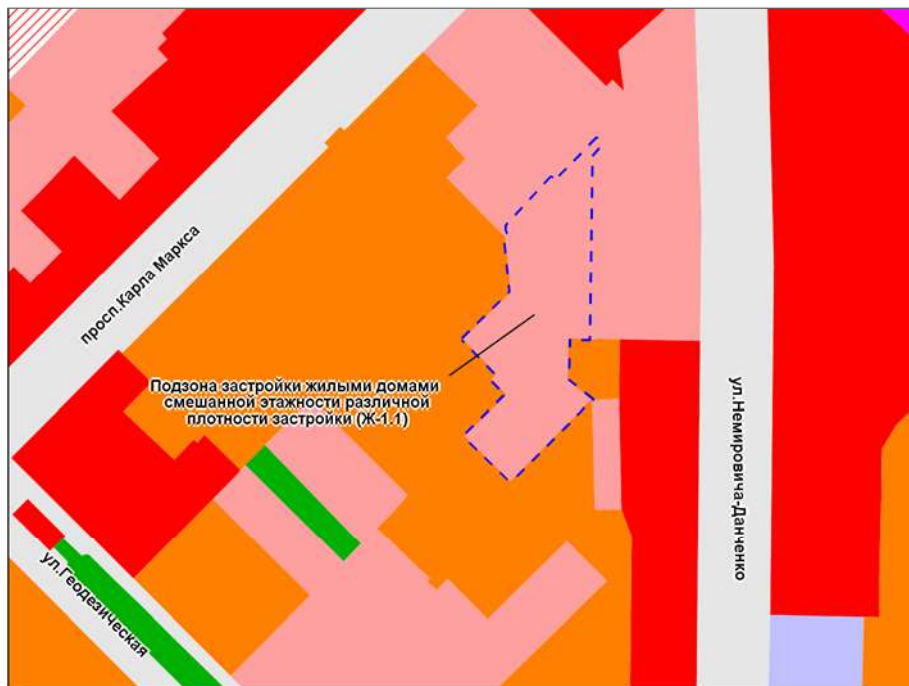 просп.Карла Маркса
Подзона застройки жилыми домами
смешанной этажности различной
плотности застройки (Ж-1.1)
ул.Немировича-Данченко
ул.Геодезическая